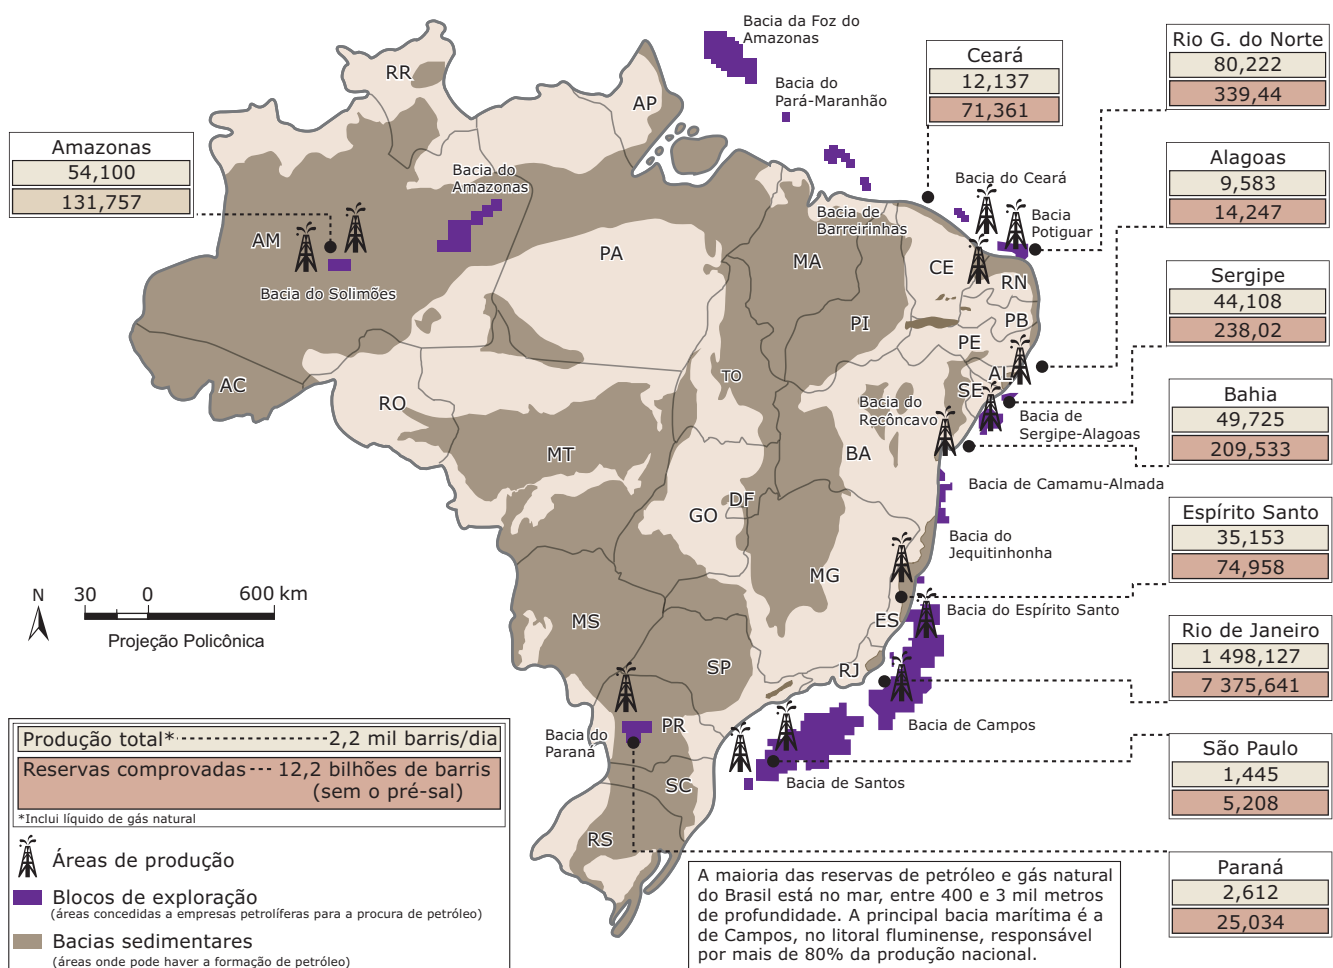 Bacia da Foz do
Amazonas
Bacia do
Pará-Maranhão
Ceará
12,137
71,361
Rio G. do Norte
80,222
339,44
Alagoas
9,583
14,247
Sergipe
44,108
238,02
Bahia
49,725
209,533
Espírito Santo
35,153
74,958
Rio de Janeiro
1 498,127
7 375,641
São Paulo
1,445
5,208
Paraná
2,612
25,034
Amazonas
54,100
131,757
RR
AP
Bacia do
Amazonas
AM
Bacia do Solimões
PA
Bacia de
Barreirinhas
Bacia do Ceará
Bacia
Potiguar
MA
CE
RN
PI
PB
PE
AL
SE
TO
AC
RO
MT
Bacia do
Recôncavo
Bacia de
Sergipe-Alagoas
BA
Bacia de Camamu-Almada
DF
GO
Bacia do
Jequitinhonha
MG
ES
Bacia do Espírito Santo
MS
SP
RJ
Bacia de Campos
PR
Bacia do
Paraná
Bacia de Santos
SC
RS
N
30 0 600 km
Projeção Policônica
Produção total* 2,2 mil barris/dia
Reservas comprovadas 12,2 bilhões de barris
(sem o pré-sal)
*Inclui líquido de gás natural
Áreas de produção
Blocos de exploração
(áreas concedidas a empresas petrolíferas para a procura de petróleo)
Bacias sedimentares
(áreas onde pode haver a formação de petróleo)
A maioria das reservas de petróleo e gás natural
do Brasil está no mar, entre 400 e 3 mil metros
de profundidade. A principal bacia marítima é a
de Campos, no litoral fluminense, responsável
por mais de 80% da produção nacional.